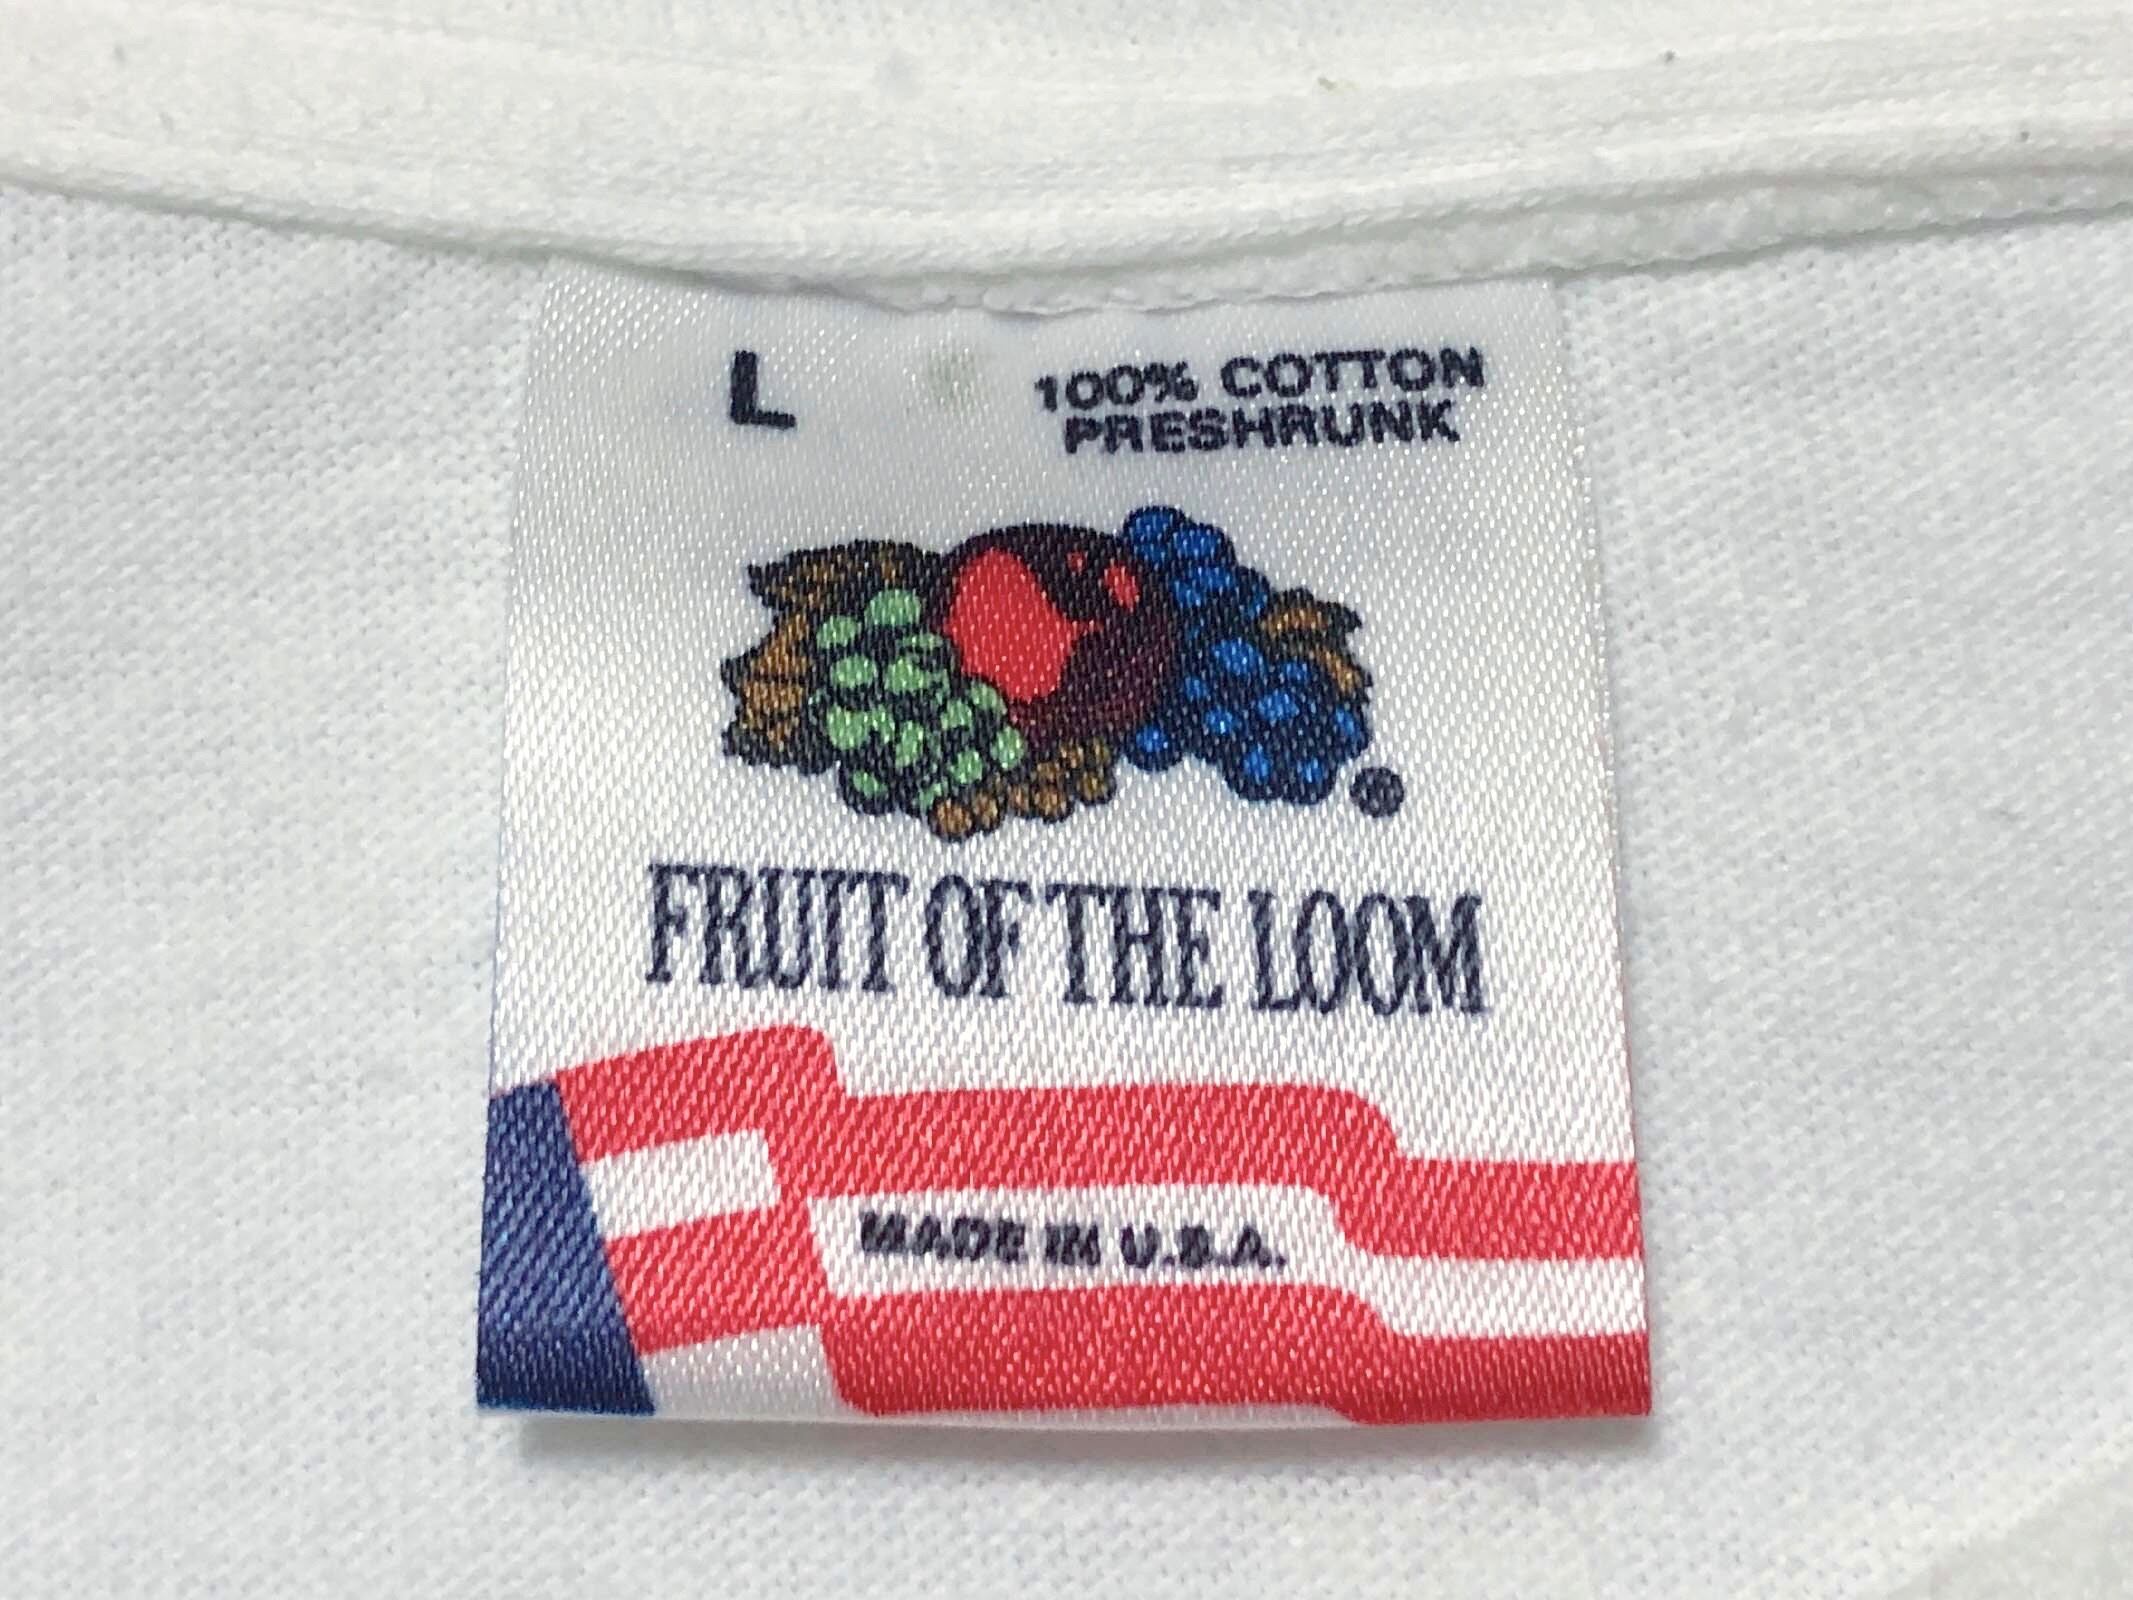 L
100% COTTON
PRESHRUNK
®
FRUIT OF THE LOOM
MADE IN U.S.A.